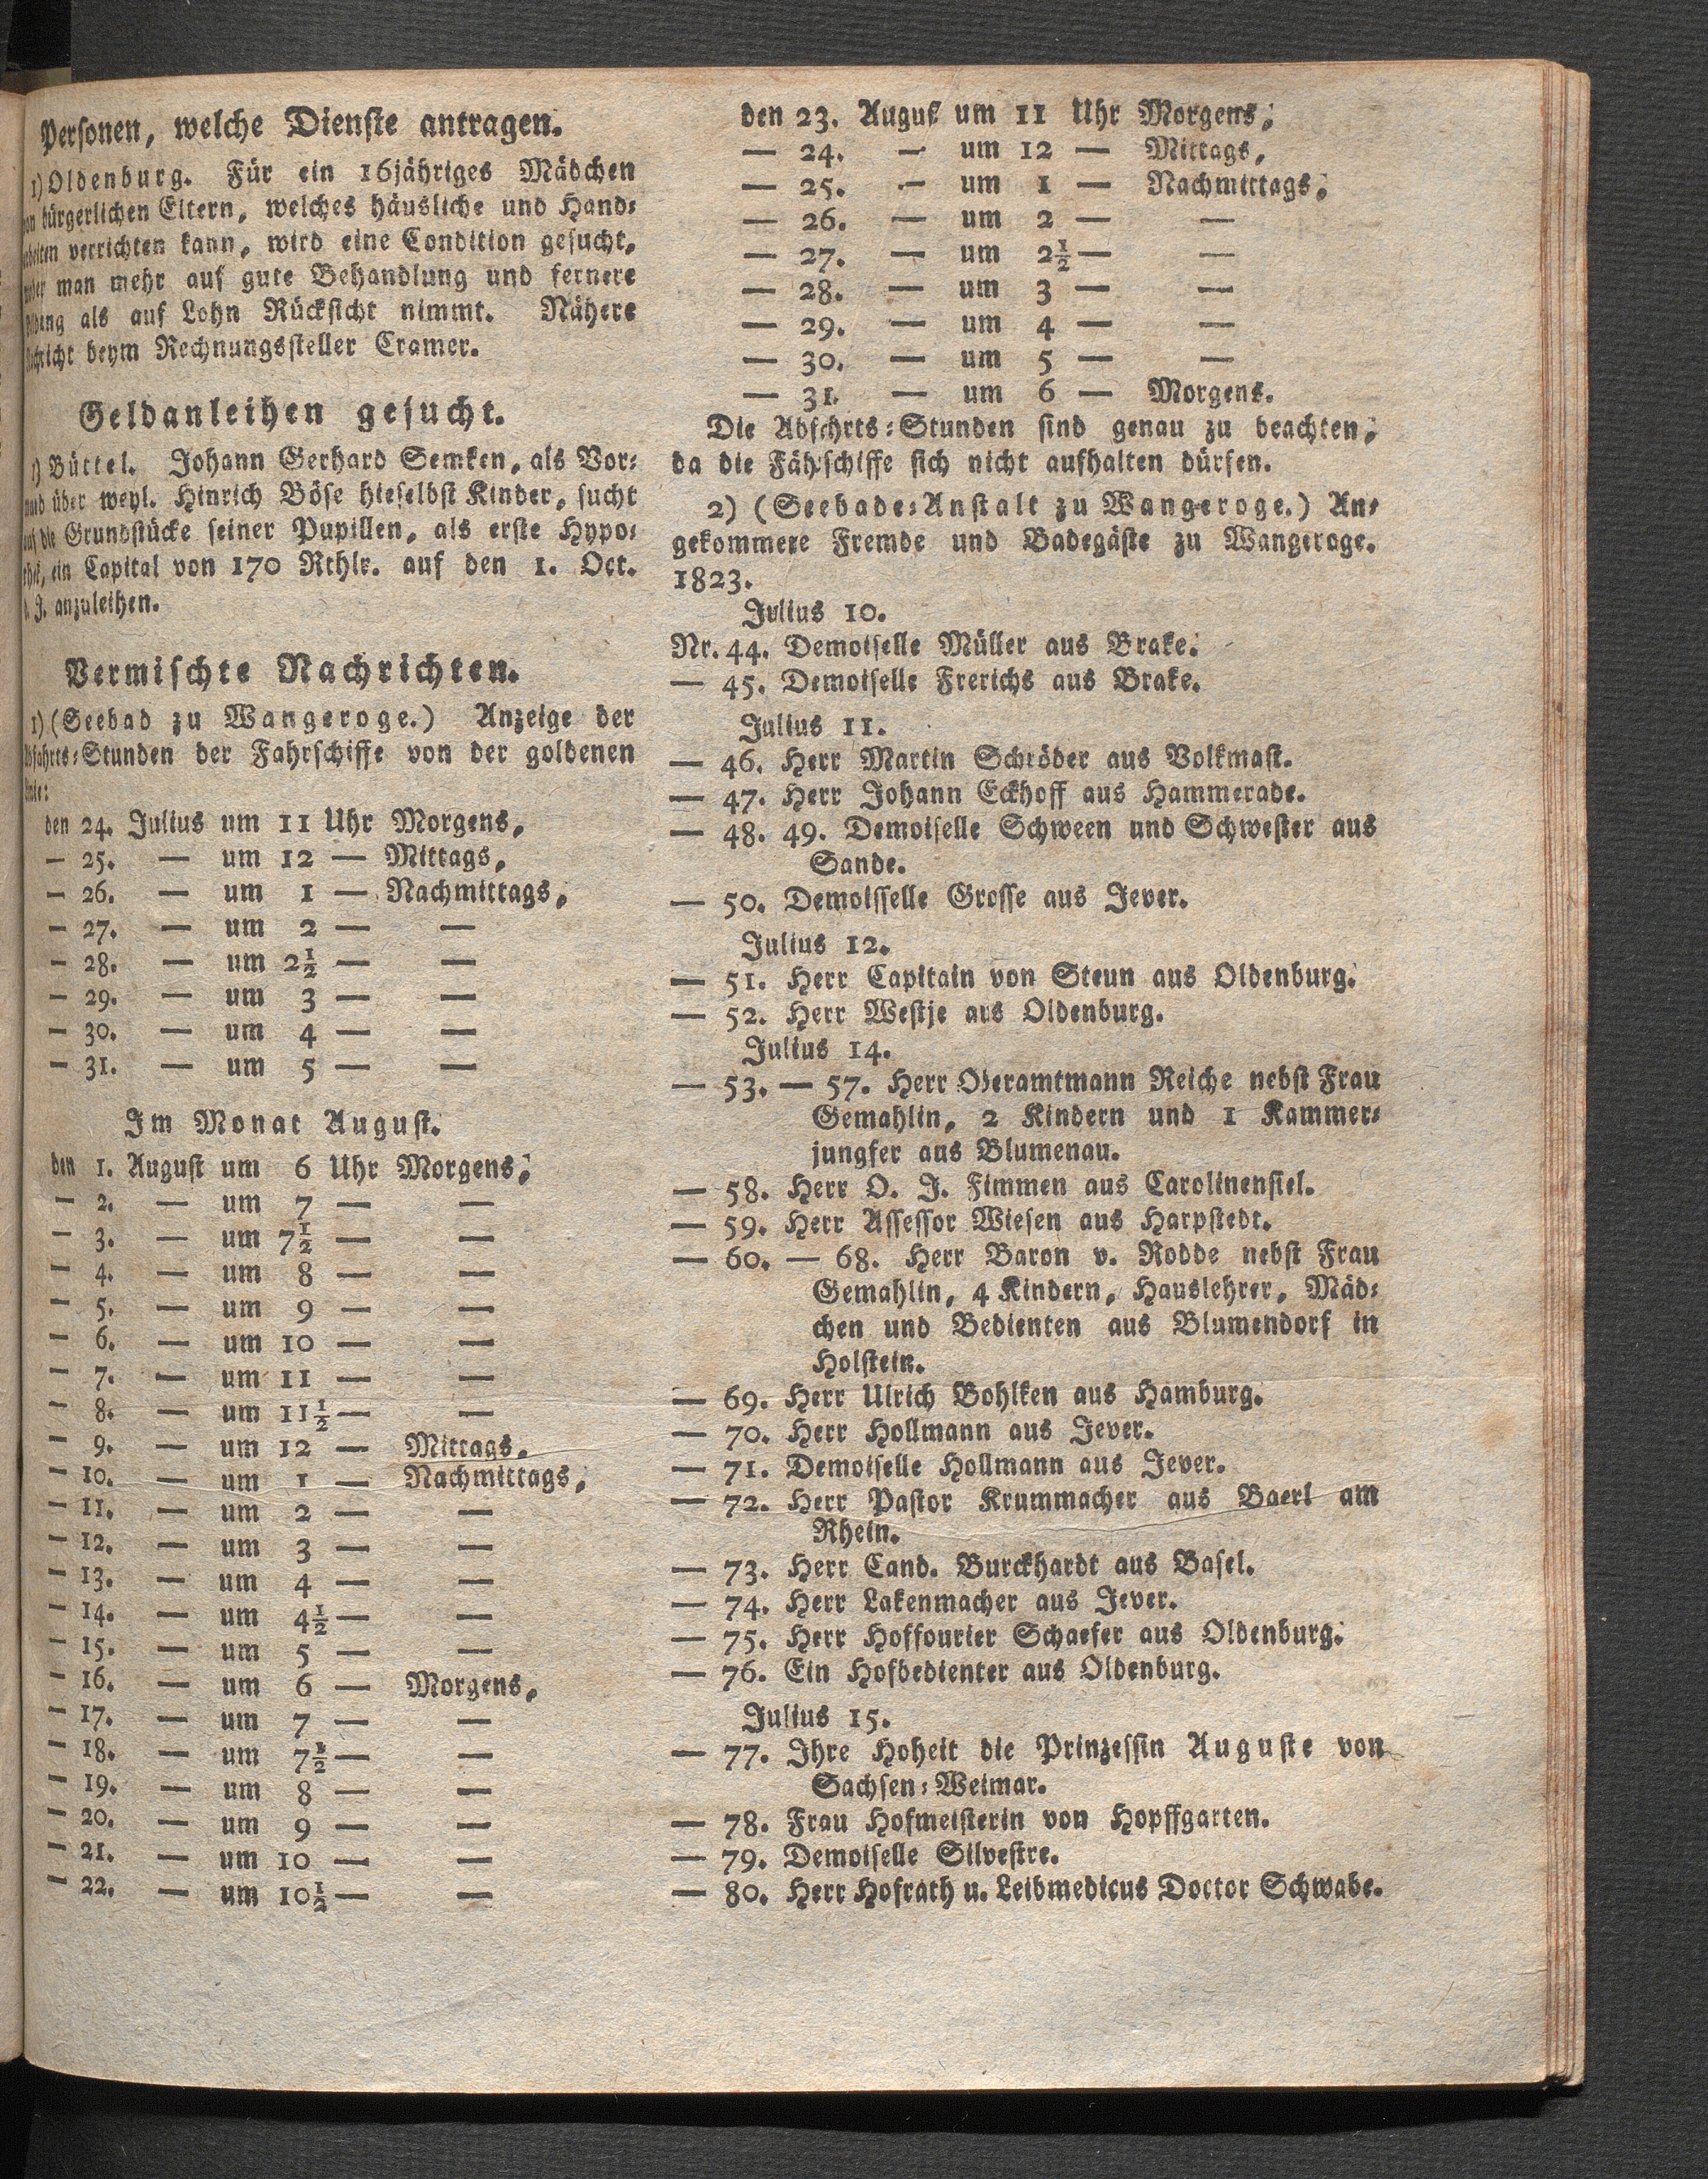 Personen, welche Dienste antragen.
1) Oldenburg. Für ein 16jähriges Mädchen
von bürgerlichen Eltern, welches häusliche und Hand-
arbeiten verrichten kann, wird eine Condition gesucht,
man mehr auf gute Behandlung und fernere
als auf Lohn Rücksicht nimmt. Nähere
Nachricht beym Rechnungssteller Cramer.
Geldanleihen gesucht.
1) Büttel. Johann Gerhard Semken, als Vor-
mund über weyl. Hinrich Böse hieselbst Kinder, sucht
auf die Grundstücke seiner Pupillen, als erste Hypo-
thek, ein Capital von 170 Rthlr. auf den 1. Oct.
d. J. anzuleihen.
Vermischte Nachrichten.
1) (Seebad zu Wangeroge.) Anzeige der
Abfahrts-Stunden der Fahrschiffe von der goldenen
Linie:
den 24. Julius um 11 Uhr Morgens,
— 25. — um 12 — Mittags,
— 26. — um 1 — Nachmittags,
— 27. — um 2 — —
— 28. — um 2½ — —
— 29. — um 3 — —
— 30. — um 4 — —
— 31. — um 5 — —
Im Monat August.
den 1. August um 6 Uhr Morgens,
— 2. — um 7 — —
— 3. — um 7½ — —
— 4. — um 8 — —
— 5. — um 9 — —
— 6. — um 10 — —
— 7. — um 11 — —
— 8. — um 11½ — —
— 9. — um 12 — Mittags,
— 10. — um 1 — Nachmittags,
— 11. — um 2 — —
— 12. — um 3 — —
— 13. — um 4 — —
— 14. — um 4½ — —
— 15. — um 5 — —
— 16. — um 6 — Morgens,
— 17. — um 7 — —
— 18. — um 7½ — —
— 19. — um 8 — —
— 20. — um 9 — —
— 21. — um 10 — —
— 22. — um 10½ — —
den 23. August um 11 Uhr Morgens,
— 24. — um 12 — Mittags,
— 25. — um 1 — Nachmittags,
— 26. — um 2 — —
— 27. — um 2½ — —
— 28. — um 3 — —
— 29. — um 4 — —
— 30. — um 5 — —
— 31. — um 6 — Morgens.
Die Abfahrts-Stunden sind genau zu beachten,
da die Fährschiffe sich nicht aufhalten dürfen.
2) (Seebade-Anstalt zu Wangeroge.) An-
gekommene Fremde und Badegäste zu Wangeroge.
1823.
Julius 10.
Nr. 44. Demoiselle Müller aus Brake.
— 45. Demoiselle Frerichs aus Brake.
Julius 11.
— 46. Herr Martin Schröder aus Volkmast.
— 47. Herr Johann Eckhoff aus Hammerade.
— 48. 49. Demoiselle Schween und Schwester aus
Sande.
— 50. Demoisselle Grosse aus Jever.
Julius 12.
— 51. Herr Capitain von Steun aus Oldenburg.
— 52. Herr Westje aus Oldenburg.
Julius 14.
— 53. — 57. Herr Oberamtmann Reiche nebst Frau
Gemahlin, 2 Kindern und 1 Kammer-
jungfer aus Blumenau.
— 58. Herr O. J. Fimmen aus Carolinensiel.
— 59. Herr Assessor Wiesen aus Harpstedt.
— 60. — 68. Herr Baron v. Rodde nebst Frau
Gemahlin, 4 Kindern, Hauslehrer, Mäd-
chen und Bedienten aus Blumendorf in
Holstein.
— 69. Herr Ulrich Bohlken aus Hamburg.
— 70. Herr Hollmann aus Jever.
— 71. Demoiselle Hollmann aus Jever.
— 72. Herr Pastor Krummacher aus Baerl am
Rhein.
— 73. Herr Cand. Burckhardt aus Basel.
— 74. Herr Lakenmacher aus Jever.
— 75. Herr Hoffourier Schaefer aus Oldenburg.
— 76. Ein Hofbedienter aus Oldenburg.
Julius 15.
— 77. Ihre Hoheit die Prinzessin Auguste von
Sachsen-Weimar.
— 78. Frau Hofmeisterin von Hopffgarten.
— 79. Demoiselle Silvestre.
— 80. Herr Hofrath u. Leibmedicus Doctor Schwabe.